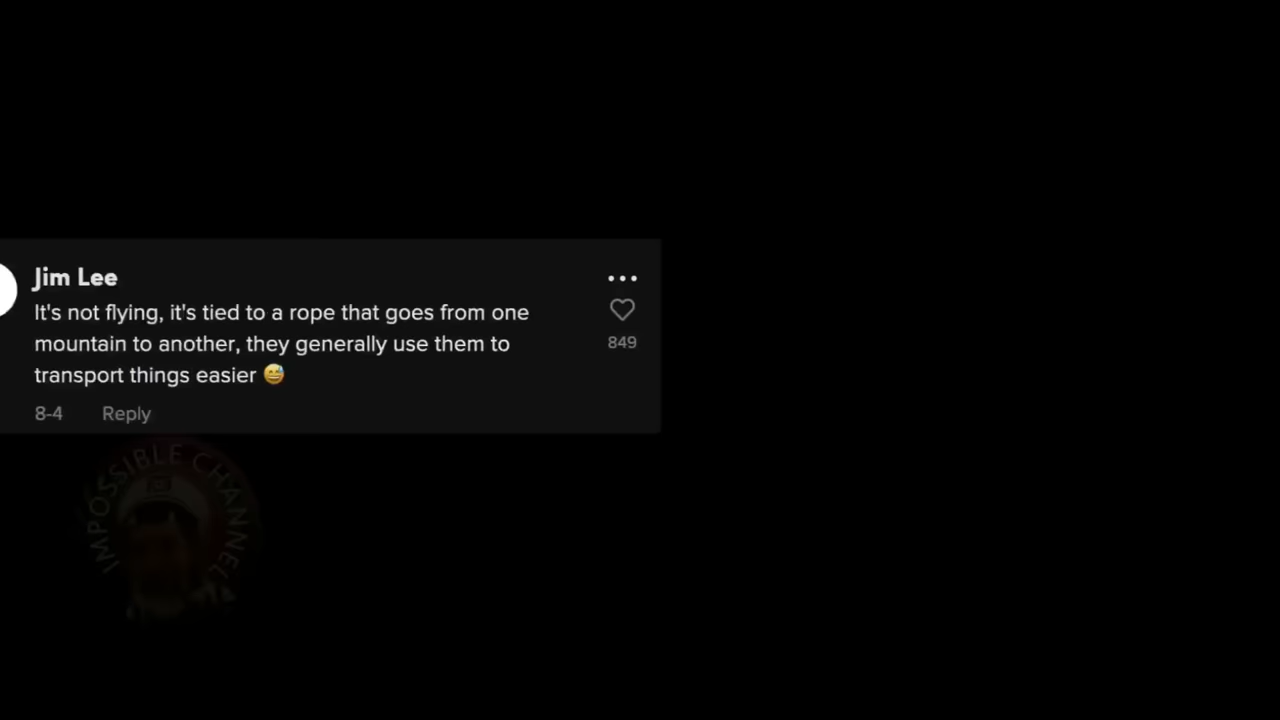 Jim Lee
It's not flying, it's tied to a rope that goes from one
mountain to another, they generally use them to
transport things easier 😅
849
8-4 Reply
IMPOSSIBLE CHANNEL